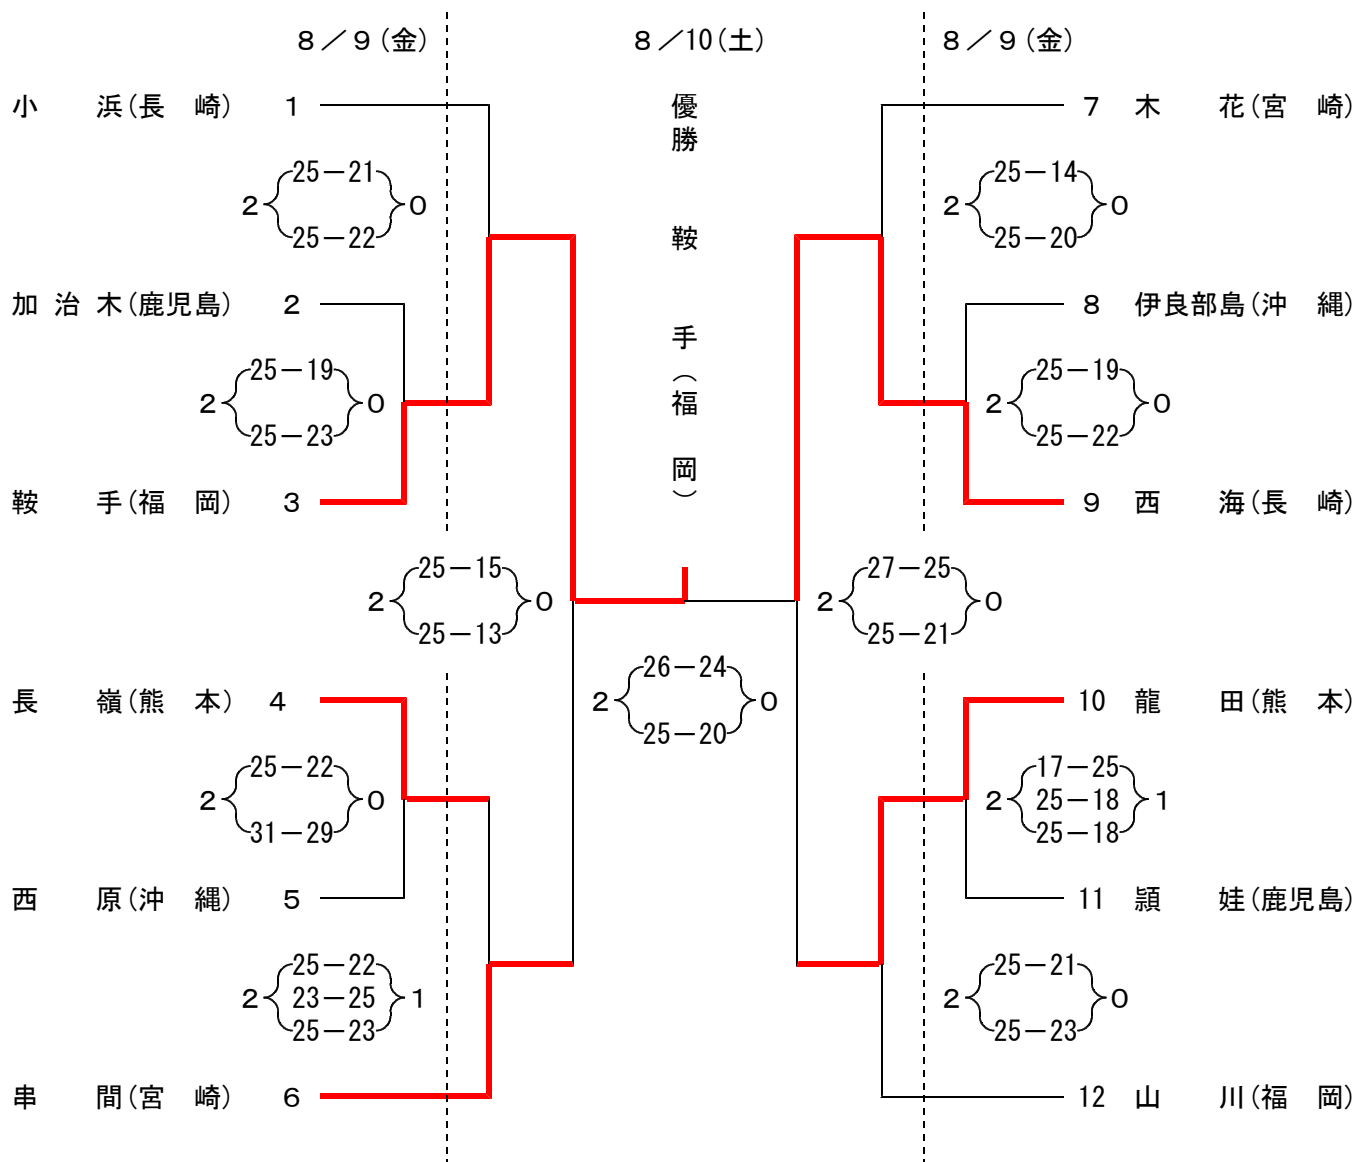 8／9(金)
8／10(土)
8／9(金)
優勝 鞍手(福岡)
小 浜(長 崎) 1
25－21
2 0
25－22
加 治 木(鹿児島) 2
25－19
2 0
25－23
鞍 手(福 岡) 3
25－15
2 0
25－13
長 嶺(熊 本) 4
25－22
2 0
31－29
西 原(沖 縄) 5
25－22
2 23－25 1
25－23
串 間(宮 崎) 6
26－24
2 0
25－20
7 木 花(宮 崎)
25－14
2 0
25－20
8 伊良部島(沖 縄)
25－19
2 0
25－22
9 西 海(長 崎)
27－25
2 0
25－21
10 龍 田(熊 本)
17－25
2 25－18 1
25－18
11 頴 娃(鹿児島)
25－21
2 0
25－23
12 山 川(福 岡)